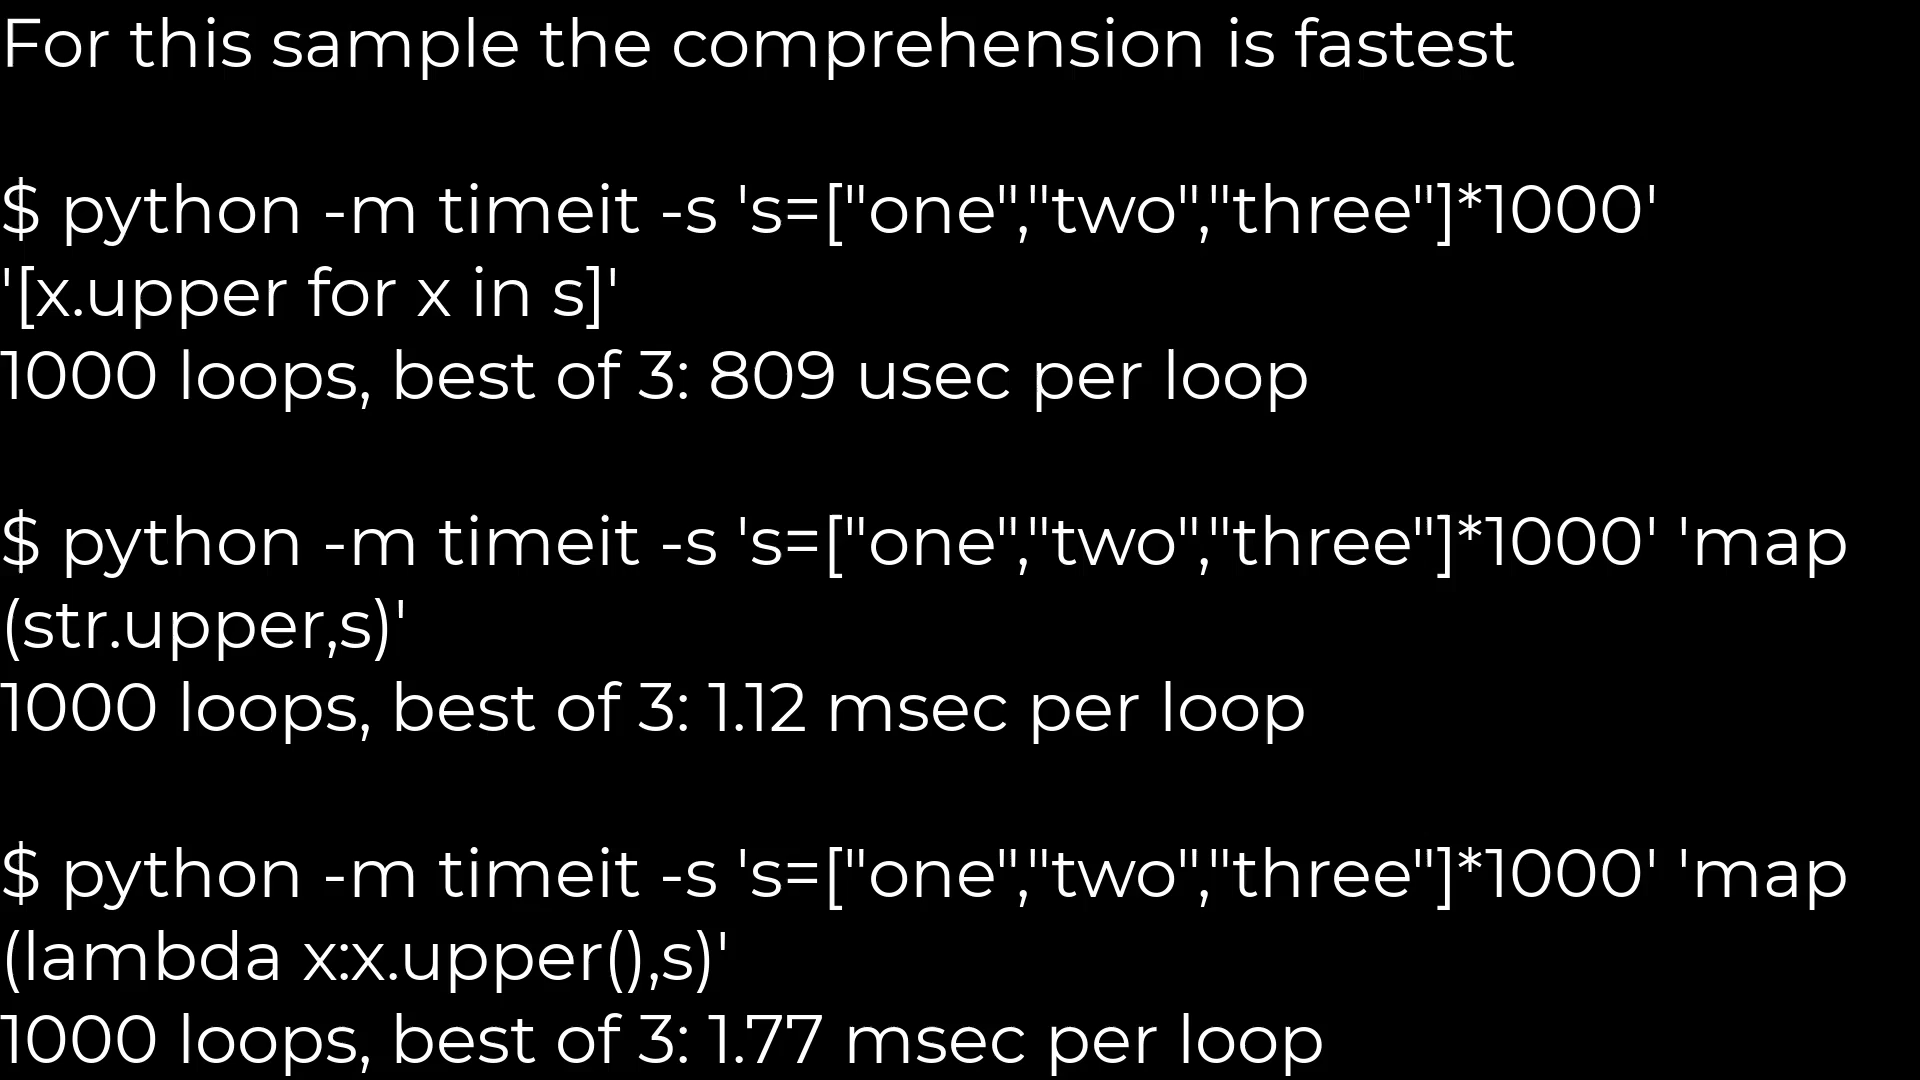 For this sample the comprehension is fastest
$ python -m timeit -s 's=["one","two","three"]*1000'
'[x.upper for x in s]'
1000 loops, best of 3: 809 usec per loop
$ python -m timeit -s 's=["one","two","three"]*1000' 'map
(str.upper,s)'
1000 loops, best of 3: 1.12 msec per loop
$ python -m timeit -s 's=["one","two","three"]*1000' 'map
(lambda x:x.upper(),s)'
1000 loops, best of 3: 1.77 msec per loop